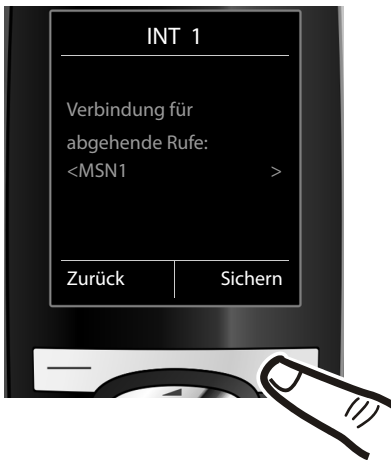 INT 1
Verbindung für
abgehende Rufe:
<MSN1 >
Zurück Sichern